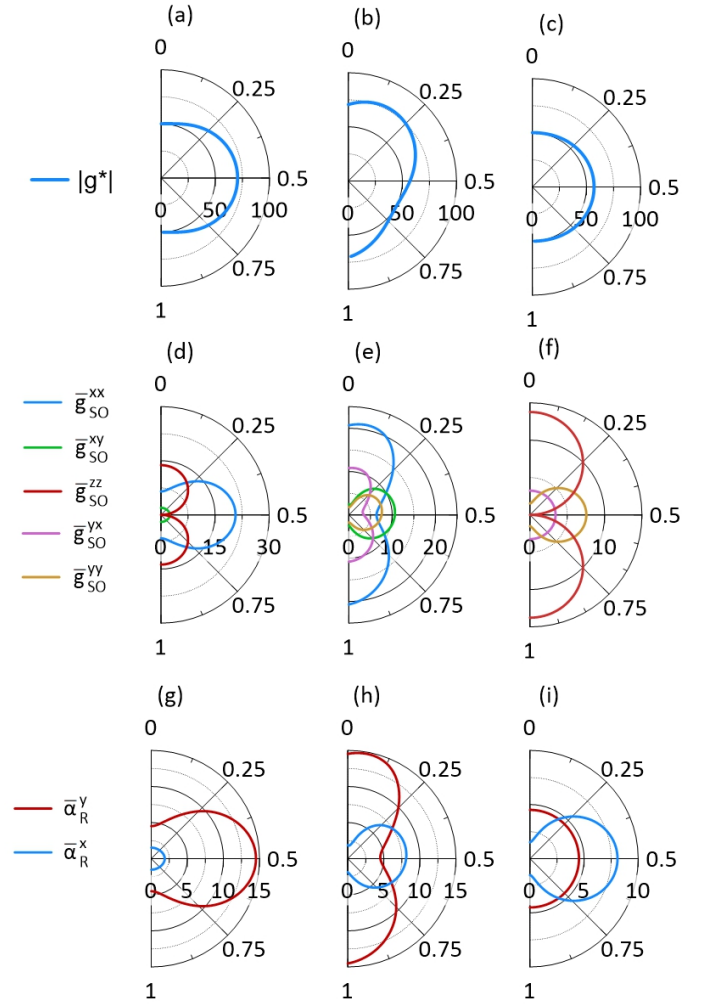 (a) (b) (c)
0 0 0
0.25 0.25 0.25
|g*|
0.5 0.5 0.5
0 50 100 0 50 100 0 50 100
0.75 0.75 0.75
1 1 1
(d) (e) (f)
0 0 0
g̅ˣˣ_SO
0.25 0.25 0.25
g̅ˣʸ_SO
g̅ᶻᶻ_SO
0.5 0.5 0.5
g̅ʸˣ_SO
0 15 30 0 10 20 0 10
g̅ʸʸ_SO
0.75 0.75 0.75
1 1 1
(g) (h) (i)
0 0 0
0.25 0.25 0.25
α̅ʸ_R
α̅ˣ_R
0.5 0.5 0.5
0 5 10 15 0 5 10 15 0 5 10
0.75 0.75 0.75
1 1 1